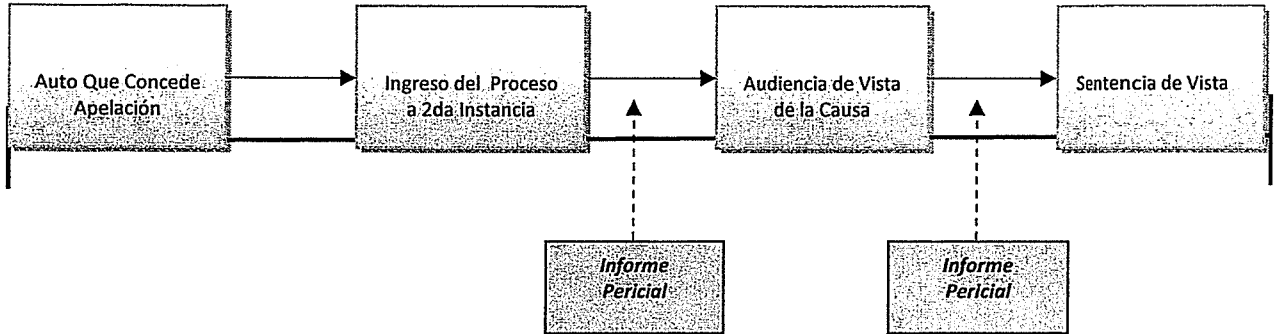 Auto Que Concede
Apelación
Ingreso del Proceso
a 2da Instancia
Audiencia de Vista
de la Causa
Sentencia de Vista
Informe
Pericial
Informe
Pericial